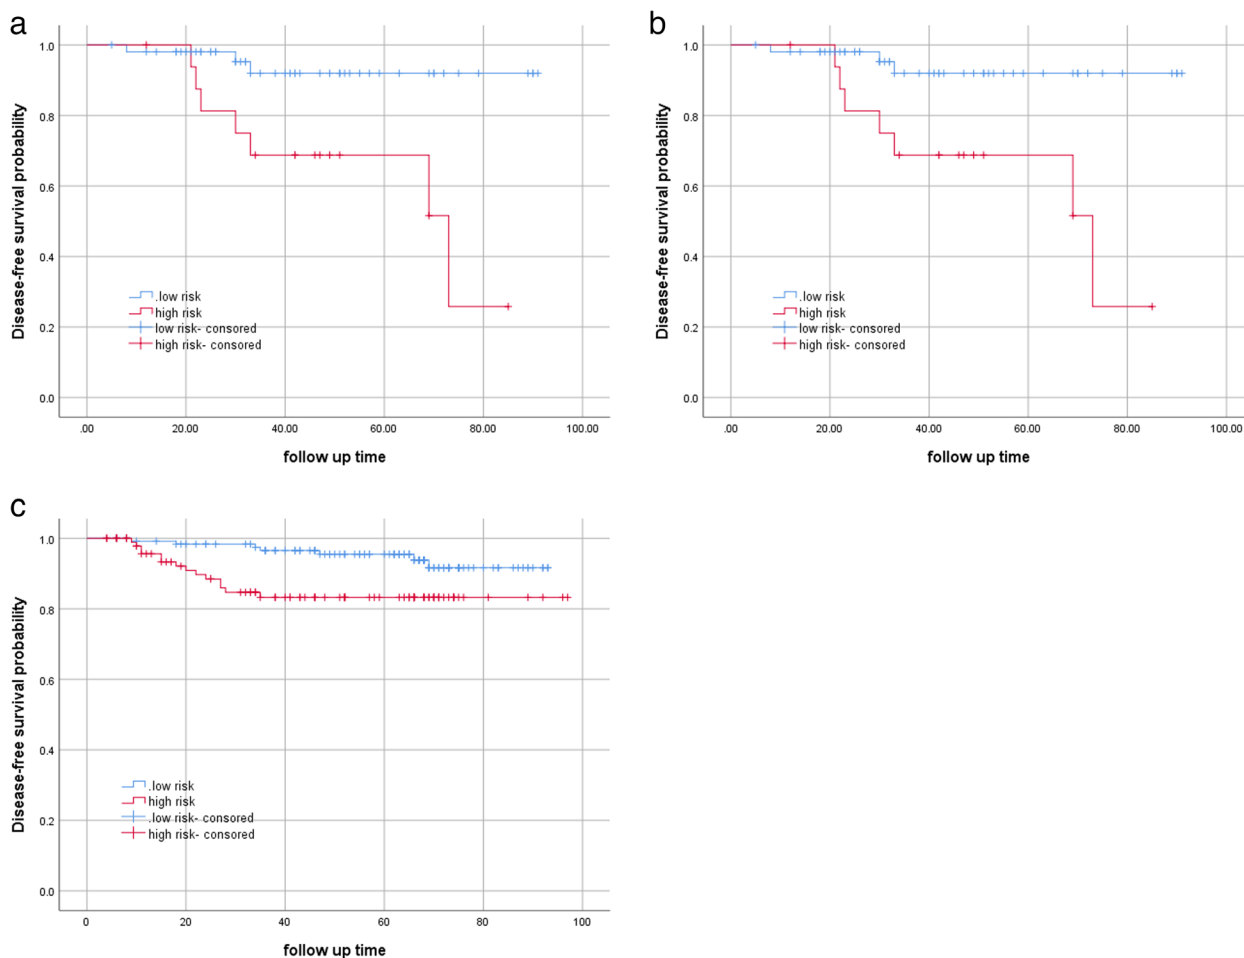 a
Disease-free survival probability
1.0
0.8
0.6
0.4
0.2
0.0
.low risk
high risk
low risk- consored
high risk- consored
.00 20.00 40.00 60.00 80.00 100.00
follow up time
b
Disease-free survival probability
1.0
0.8
0.6
0.4
0.2
0.0
.low risk
high risk
low risk- consored
high risk- consored
.00 20.00 40.00 60.00 80.00 100.00
follow up time
c
Disease-free survival probability
1.0
0.8
0.6
0.4
0.2
0.0
.low risk
high risk
.low risk- consored
high risk- consored
0 20 40 60 80 100
follow up time